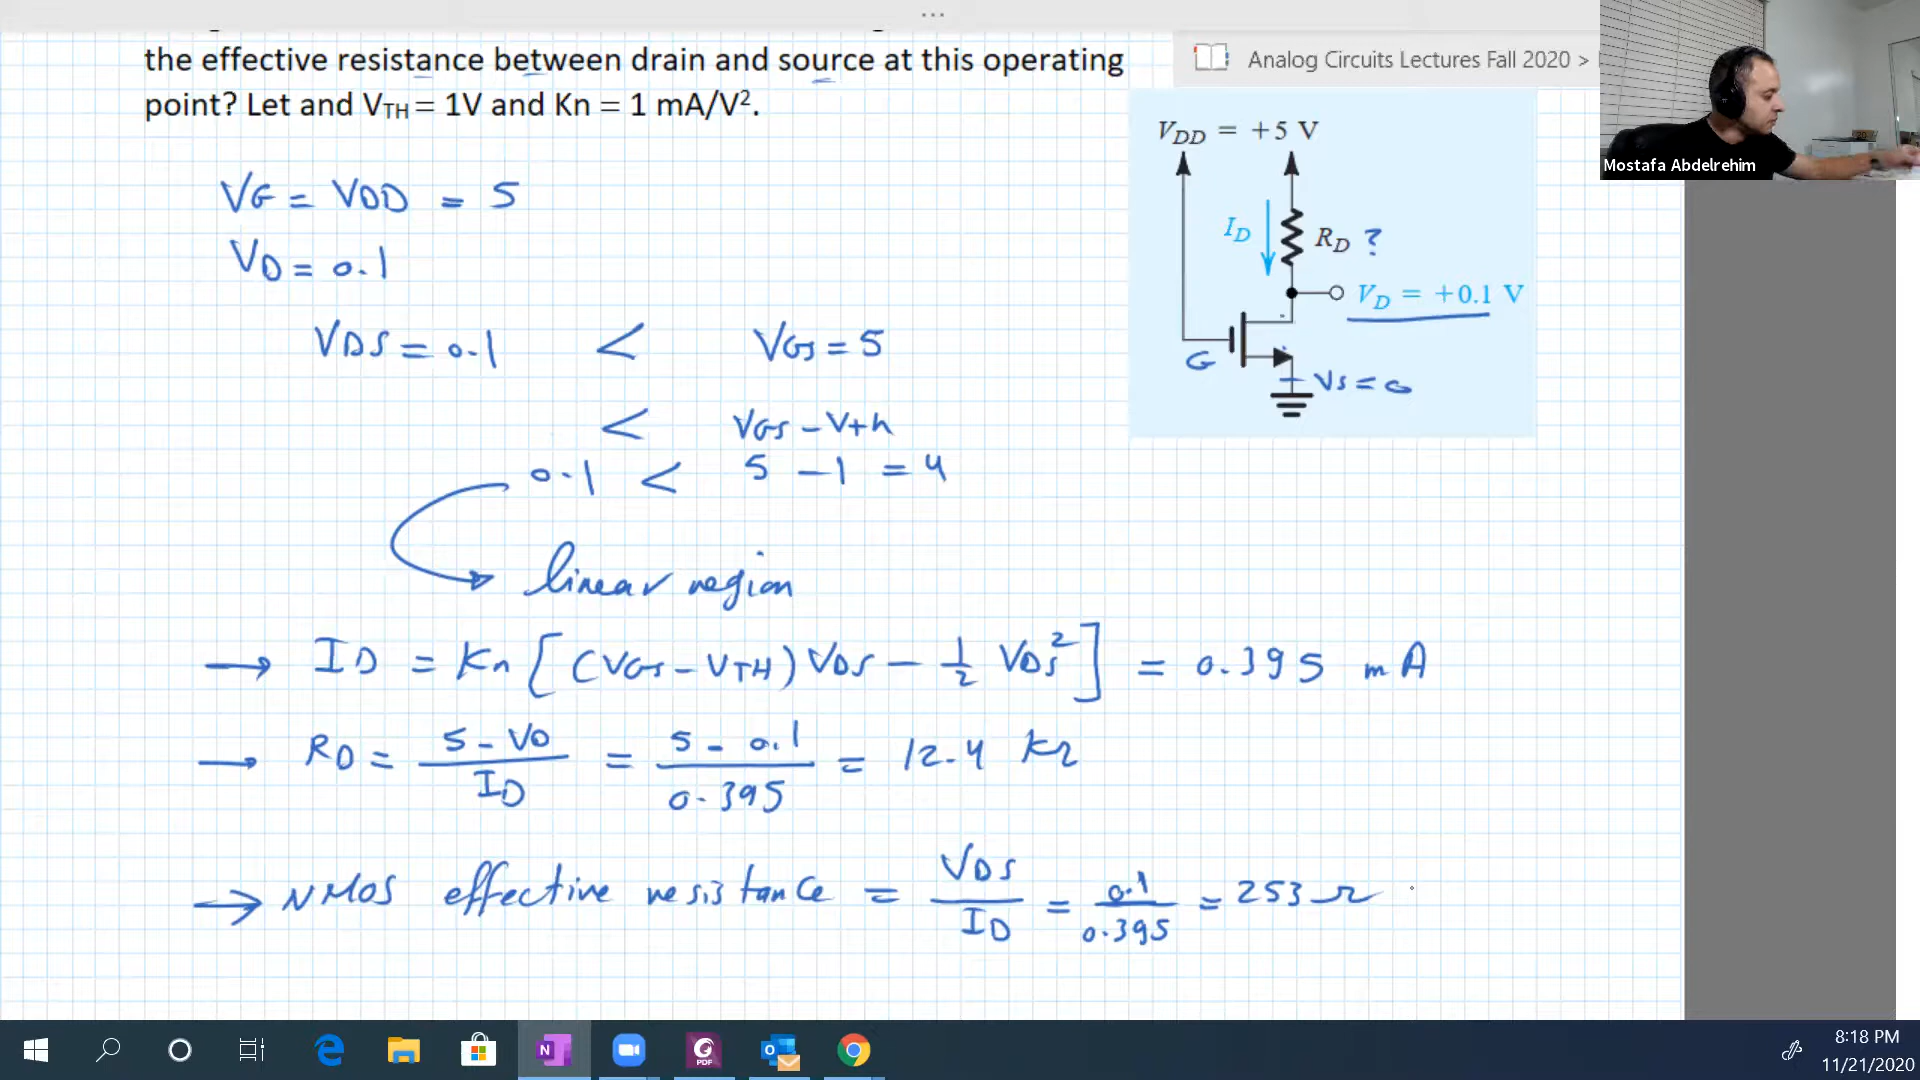 ...
the effective resistance between drain and source at this operating
point? Let and VTH = 1V and Kn = 1 mA/V².
Analog Circuits Lectures Fall 2020 >
Mostafa Abdelrehim
VDD = +5 V
ID
RD ?
VD = +0.1 V
G
VS = 0
VG = VDD = 5
VD = 0.1
VDS = 0.1 < VGS = 5
< VGS - Vth
0.1 < 5 - 1 = 4
linear region
→ ID = Kn [(VGS - VTH) VDS - 1/2 VDS²] = 0.395 mA
→ RD = 5 - VD / ID = 5 - 0.1 / 0.395 = 12.4 KΩ
→ NMOS effective resistance = VDS / ID = 0.1 / 0.395 = 253 Ω
N
PDF
8:18 PM
11/21/2020